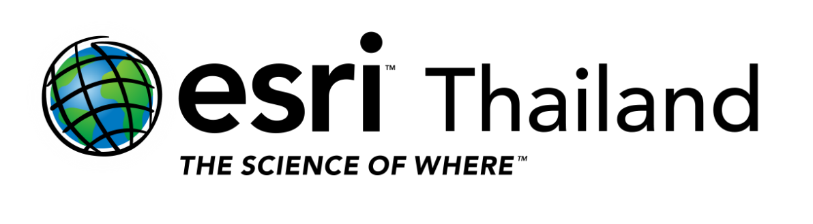 esri™ Thailand
THE SCIENCE OF WHERE™